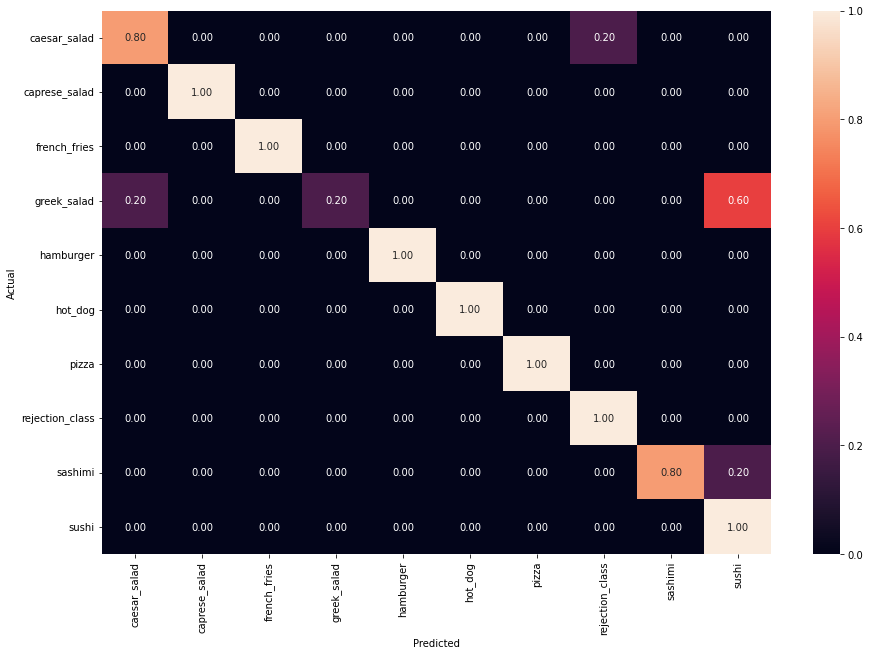 caesar_salad 0.80 0.00 0.00 0.00 0.00 0.00 0.00 0.20 0.00 0.00
caprese_salad 0.00 1.00 0.00 0.00 0.00 0.00 0.00 0.00 0.00 0.00
french_fries 0.00 0.00 1.00 0.00 0.00 0.00 0.00 0.00 0.00 0.00
greek_salad 0.20 0.00 0.00 0.20 0.00 0.00 0.00 0.00 0.00 0.60
hamburger 0.00 0.00 0.00 0.00 1.00 0.00 0.00 0.00 0.00 0.00
hot_dog 0.00 0.00 0.00 0.00 0.00 1.00 0.00 0.00 0.00 0.00
pizza 0.00 0.00 0.00 0.00 0.00 0.00 1.00 0.00 0.00 0.00
rejection_class 0.00 0.00 0.00 0.00 0.00 0.00 0.00 1.00 0.00 0.00
sashimi 0.00 0.00 0.00 0.00 0.00 0.00 0.00 0.00 0.80 0.20
sushi 0.00 0.00 0.00 0.00 0.00 0.00 0.00 0.00 0.00 1.00
Actual
caesar_salad
caprese_salad
french_fries
greek_salad
hamburger
hot_dog
pizza
rejection_class
sashimi
sushi
Predicted
1.0
0.8
0.6
0.4
0.2
0.0